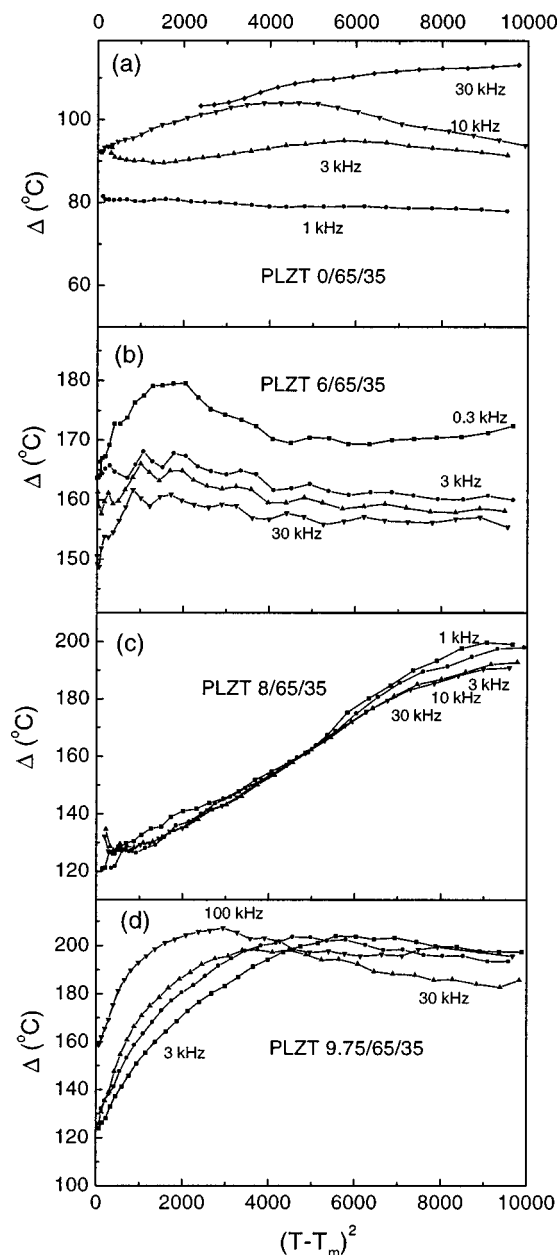 0 2000 4000 6000 8000 10000
(a)
30 kHz
10 kHz
3 kHz
1 kHz
PLZT 0/65/35
100
80
60
Δ (°C)
(b)
PLZT 6/65/35
0.3 kHz
3 kHz
30 kHz
180
170
160
150
Δ (°C)
(c)
1 kHz
PLZT 8/65/35
3 kHz
10 kHz
30 kHz
200
180
160
140
120
Δ (°C)
(d)
100 kHz
30 kHz
3 kHz
PLZT 9.75/65/35
200
180
160
140
120
100
Δ (°C)
0 2000 4000 6000 8000 10000
(T-Tm)²